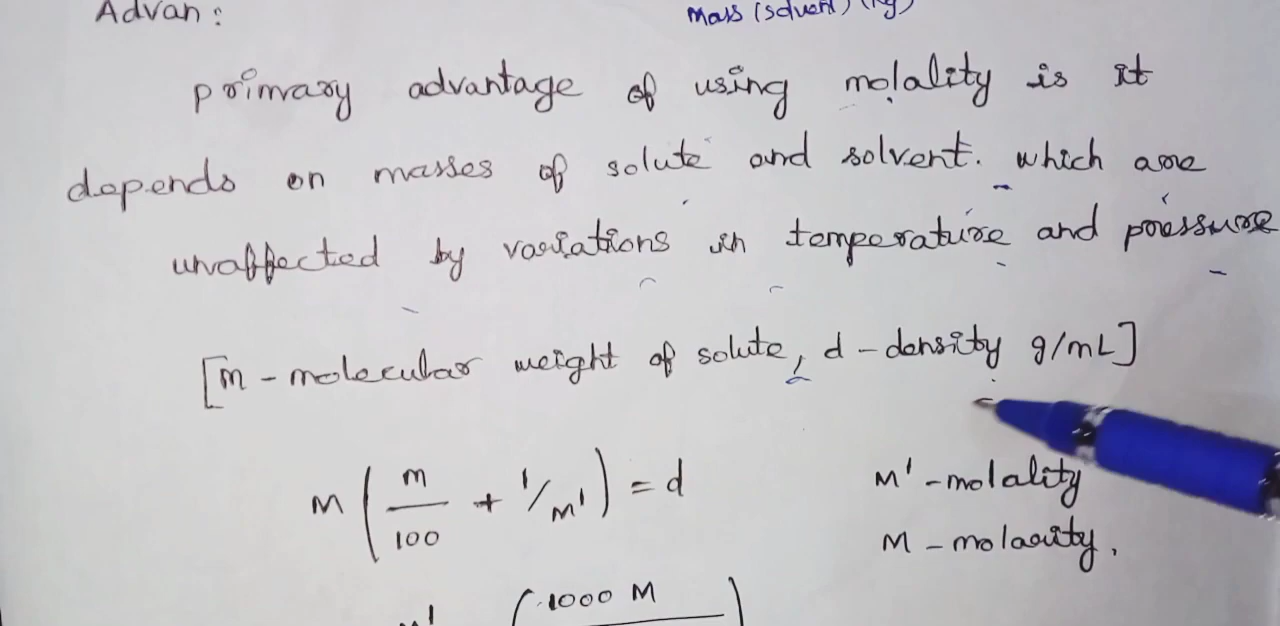 Advan:
Mass (solvent) (kg)
primary advantage of using molality is it
depends on masses of solute and solvent. which are
unaffected by variations in temperature and pressure
[m - molecular weight of solute, d - density g/mL]
M ( m/100 + 1/M' ) = d
M' - molality
M - molarity.
M' ( 1000 M )